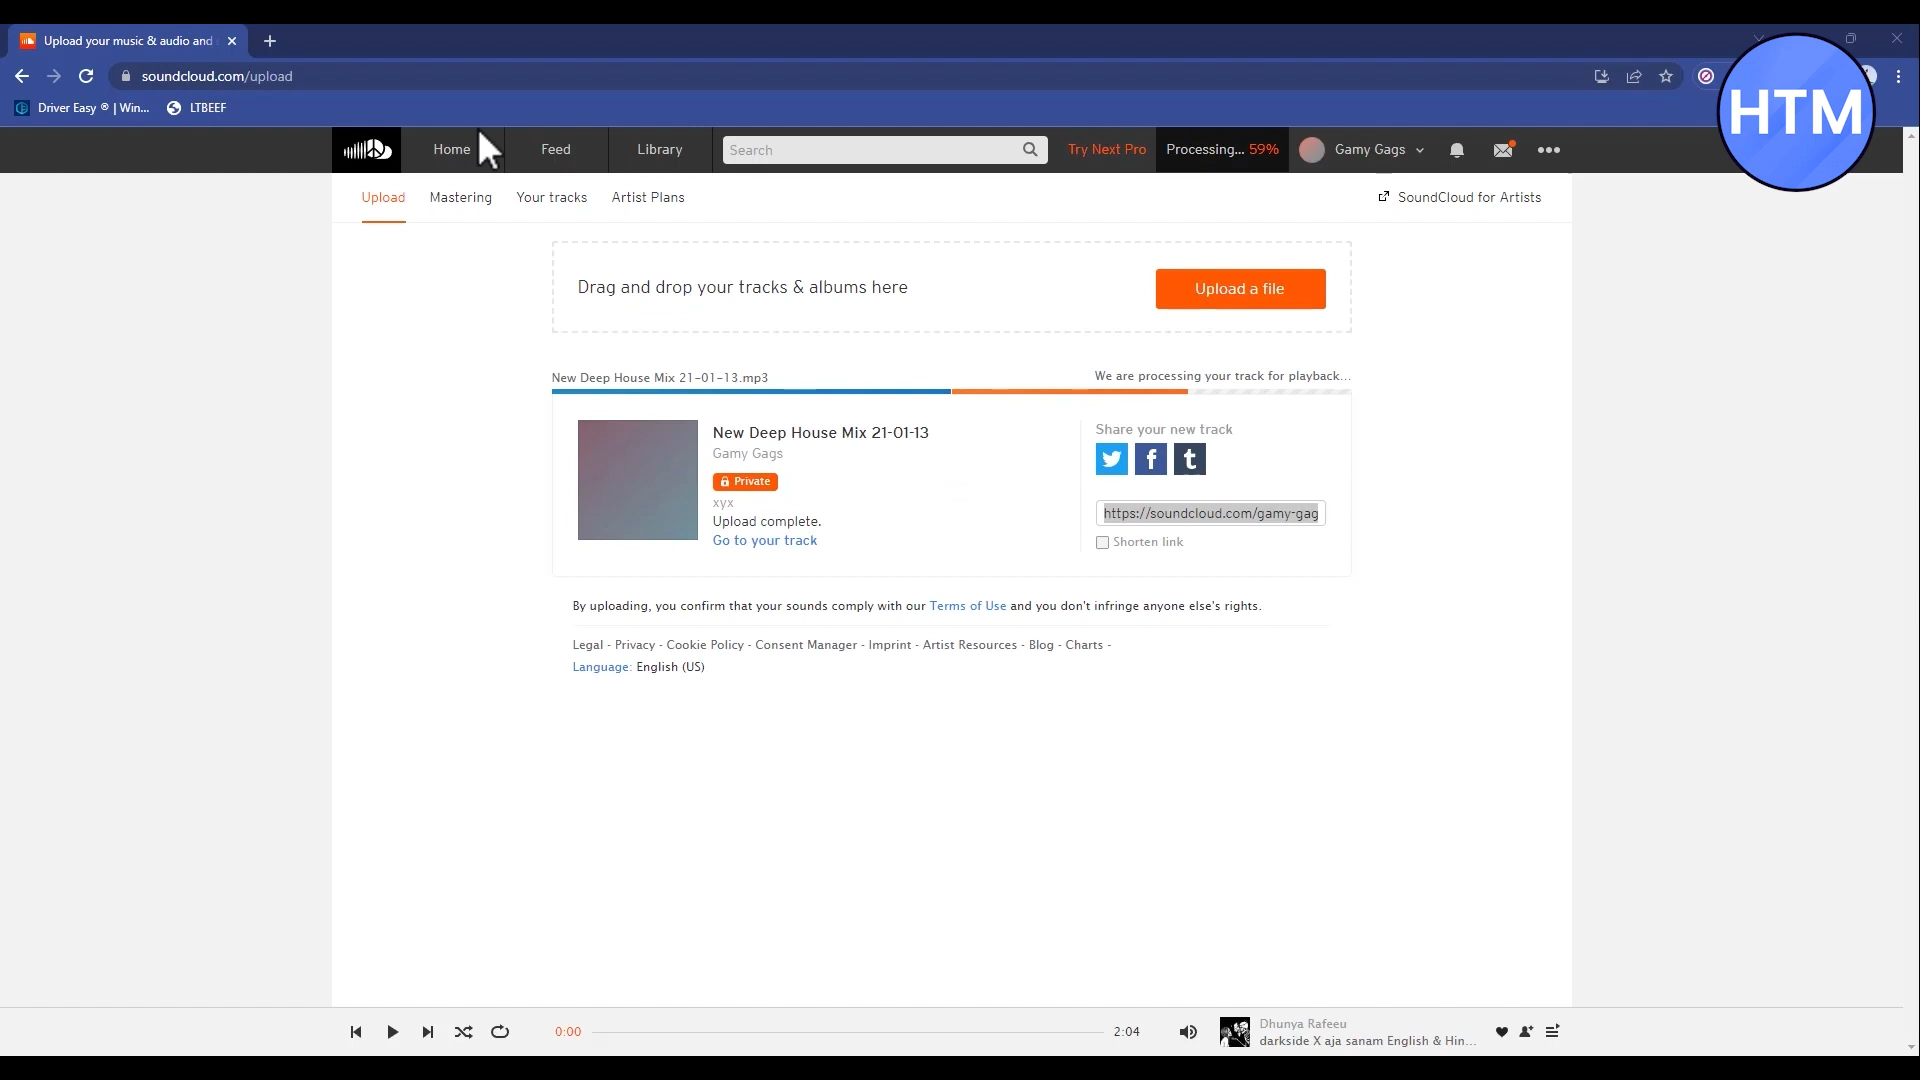 Upload your music & audio and
soundcloud.com/upload
Driver Easy ® | Win...
LTBEEF
HTM
Home
Feed
Library
Search
Try Next Pro
Processing... 59%
Gamy Gags
Upload
Mastering
Your tracks
Artist Plans
SoundCloud for Artists
Drag and drop your tracks & albums here
Upload a file
New Deep House Mix 21-01-13.mp3
We are processing your track for playback...
New Deep House Mix 21-01-13
Gamy Gags
Private
xyx
Upload complete.
Go to your track
Share your new track
https://soundcloud.com/gamy-gag
Shorten link
By uploading, you confirm that your sounds comply with our Terms of Use and you don't infringe anyone else's rights.
Legal - Privacy - Cookie Policy - Consent Manager - Imprint - Artist Resources - Blog - Charts -
Language: English (US)
0:00
2:04
Dhunya Rafeeu
darkside X aja sanam English & Hin...